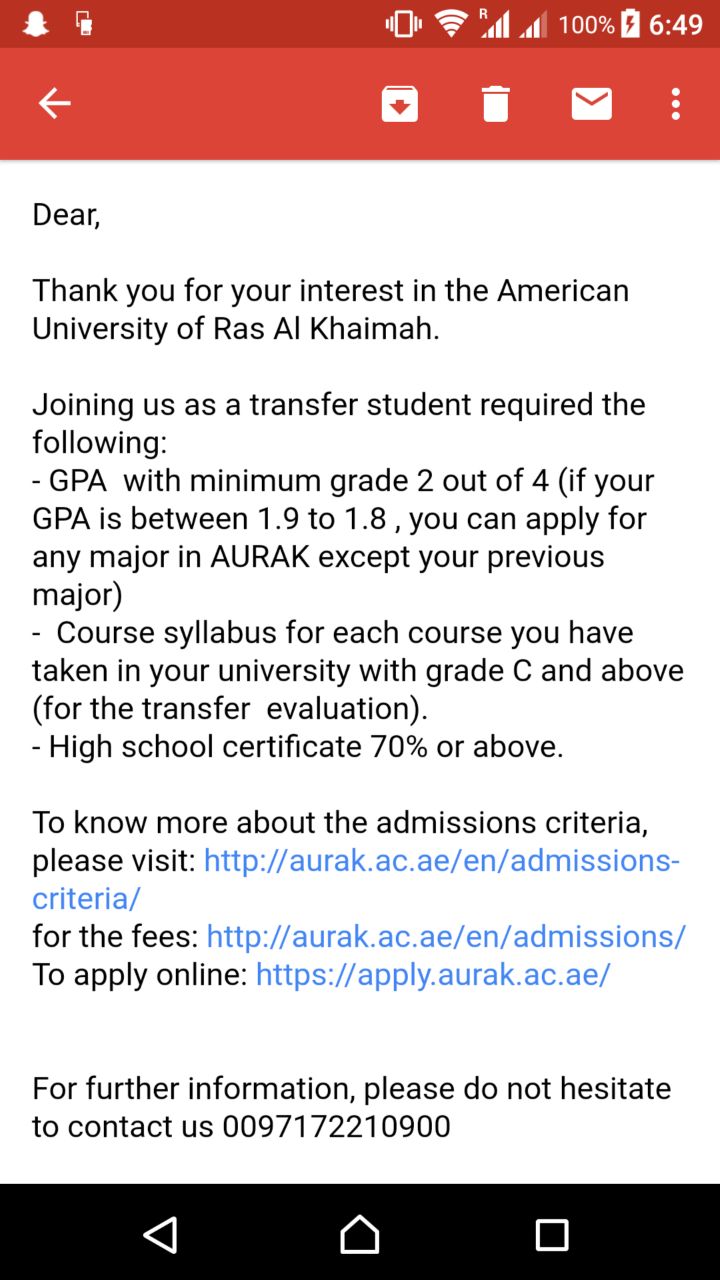 R 100% 6:49
Dear,
Thank you for your interest in the American
University of Ras Al Khaimah.
Joining us as a transfer student required the
following:
- GPA  with minimum grade 2 out of 4 (if your
GPA is between 1.9 to 1.8 , you can apply for
any major in AURAK except your previous
major)
-  Course syllabus for each course you have
taken in your university with grade C and above
(for the transfer  evaluation).
- High school certificate 70% or above.
To know more about the admissions criteria,
please visit: http://aurak.ac.ae/en/admissions-
criteria/
for the fees: http://aurak.ac.ae/en/admissions/
To apply online: https://apply.aurak.ac.ae/
For further information, please do not hesitate
to contact us 0097172210900